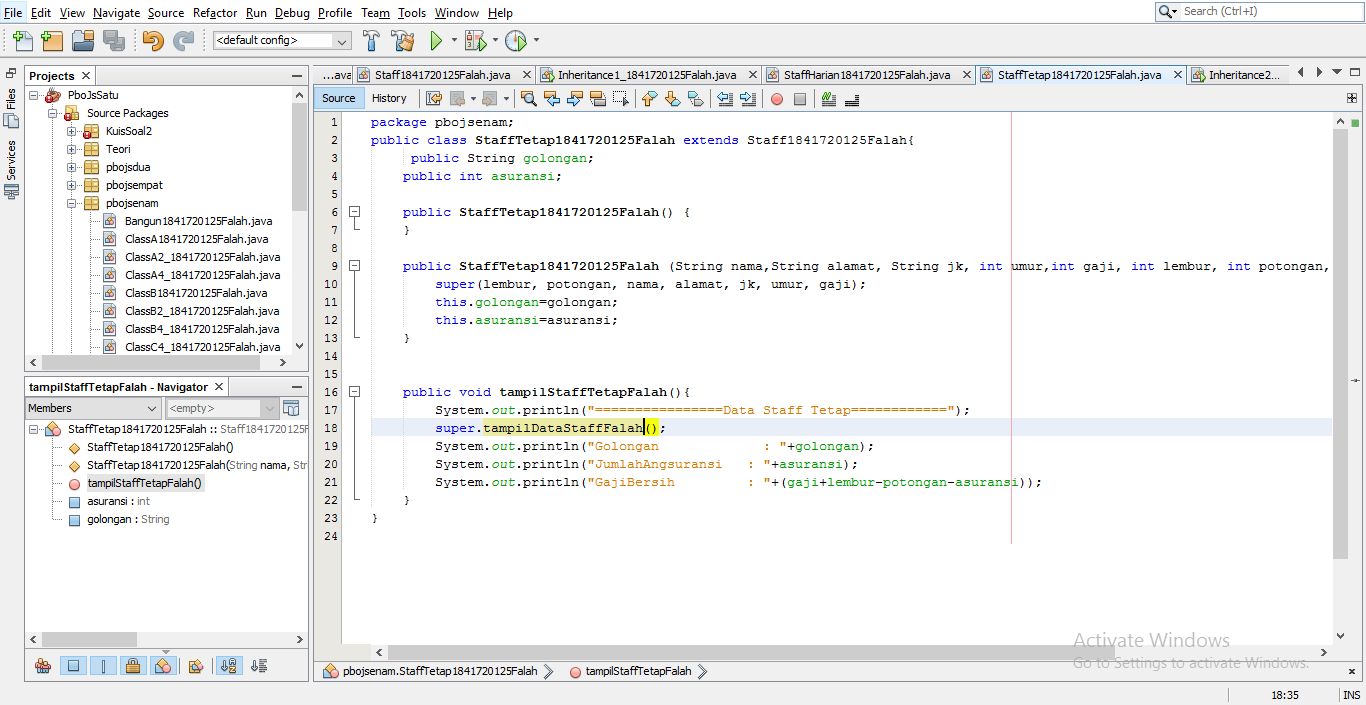 File Edit View Navigate Source Refactor Run Debug Profile Team Tools Window Help
Search (Ctrl+I)
<default config>
Projects
...ava Staff1841720125Falah.java Inheritance1_1841720125Falah.java StaffHarian1841720125Falah.java StaffTetap1841720125Falah.java Inheritance2...
Files
Services
PboJsSatu
Source Packages
KuisSoal2
Teori
pbojsdua
pbojsempat
pbojsenam
Bangun1841720125Falah.java
ClassA1841720125Falah.java
ClassA2_1841720125Falah.java
ClassA4_1841720125Falah.java
ClassB1841720125Falah.java
ClassB2_1841720125Falah.java
ClassB4_1841720125Falah.java
ClassC4_1841720125Falah.java
tampilStaffTetapFalah - Navigator
Members <empty>
StaffTetap1841720125Falah :: Staff1841720125F
StaffTetap1841720125Falah()
StaffTetap1841720125Falah(String nama, Str
tampilStaffTetapFalah()
asuransi : int
golongan : String
Source History
1 package pbojsenam;
2 public class StaffTetap1841720125Falah extends Staff1841720125Falah{
3 public String golongan;
4 public int asuransi;
5
6 public StaffTetap1841720125Falah() {
7 }
8
9 public StaffTetap1841720125Falah (String nama,String alamat, String jk, int umur,int gaji, int lembur, int potongan,
10 super(lembur, potongan, nama, alamat, jk, umur, gaji);
11 this.golongan=golongan;
12 this.asuransi=asuransi;
13 }
14
15
16 public void tampilStaffTetapFalah(){
17 System.out.println("================Data Staff Tetap============");
18 super.tampilDataStaffFalah();
19 System.out.println("Golongan : "+golongan);
20 System.out.println("JumlahAngsuransi : "+asuransi);
21 System.out.println("GajiBersih : "+(gaji+lembur-potongan-asuransi));
22 }
23 }
24
Activate Windows
Go to Settings to activate Windows.
pbojsenam.StaffTetap1841720125Falah tampilStaffTetapFalah
18:35 INS